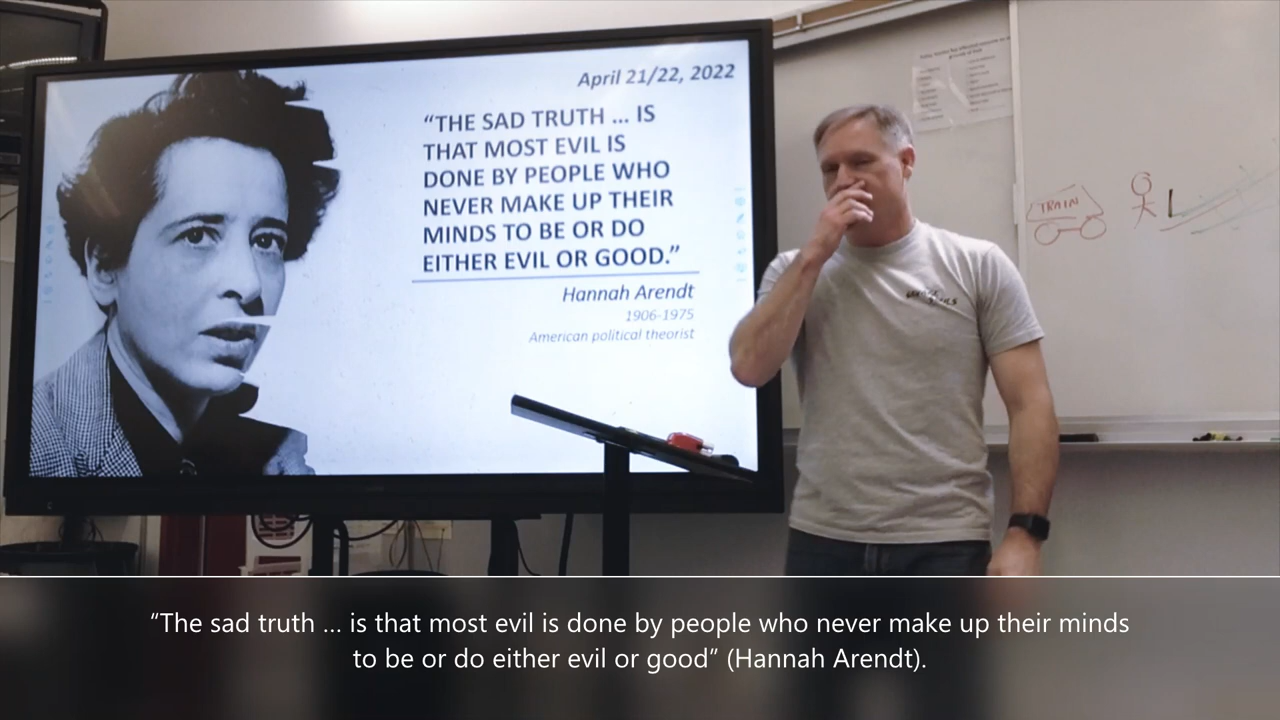 April 21/22, 2022
“THE SAD TRUTH ... IS
THAT MOST EVIL IS
DONE BY PEOPLE WHO
NEVER MAKE UP THEIR
MINDS TO BE OR DO
EITHER EVIL OR GOOD.”
Hannah Arendt
1906-1975
American political theorist
TRAIN
“The sad truth ... is that most evil is done by people who never make up their minds
to be or do either evil or good” (Hannah Arendt).